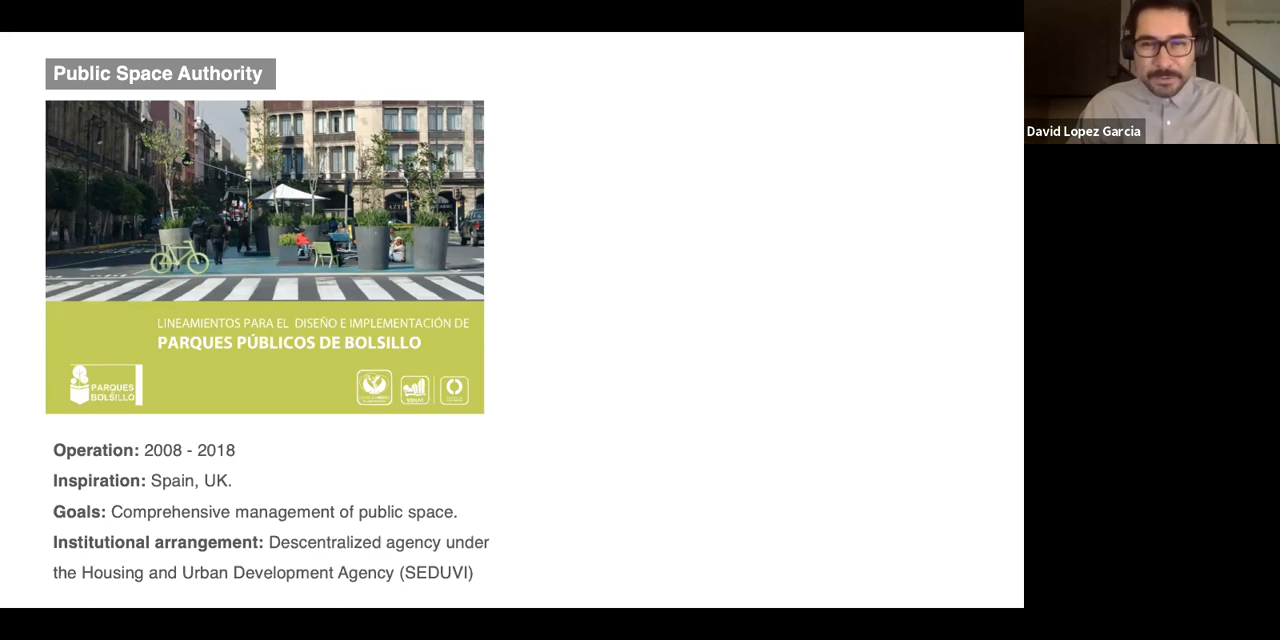 Public Space Authority
David Lopez Garcia
LINEAMIENTOS PARA EL DISEÑO E IMPLEMENTACIÓN DE
PARQUES PÚBLICOS DE BOLSILLO
PARQUES
BOLSILLO
SEDUVI
Operation: 2008 - 2018
Inspiration: Spain, UK.
Goals: Comprehensive management of public space.
Institutional arrangement: Descentralized agency under
the Housing and Urban Development Agency (SEDUVI)